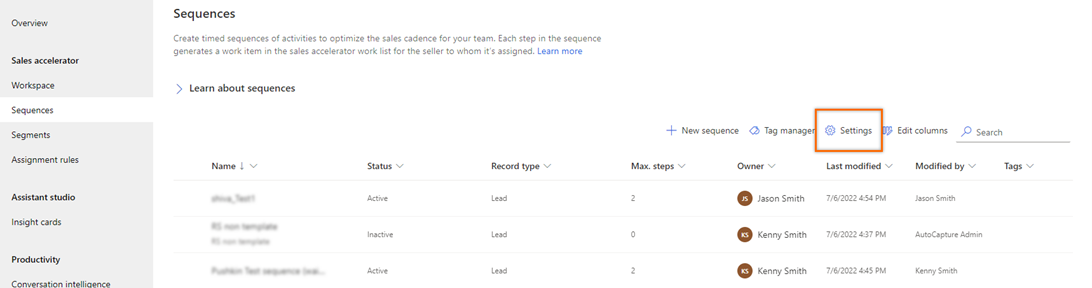 Overview
Sales accelerator
Workspace
Sequences
Segments
Assignment rules
Assistant studio
Insight cards
Productivity
Conversation intelligence
Sequences
Create timed sequences of activities to optimize the sales cadence for your team. Each step in the sequence
generates a work item in the sales accelerator work list for the seller to whom it's assigned. Learn more
Learn about sequences
New sequence Tag manager Settings Edit columns Search
Name Status Record type Max. steps Owner Last modified Modified by Tags
Active Lead 2 JS Jason Smith 7/6/2022 4:54 PM Jason Smith
Inactive Lead 0 KS Kenny Smith 7/6/2022 4:37 PM AutoCapture Admin
Active Lead 2 KS Kenny Smith 7/6/2022 4:45 PM Kenny Smith